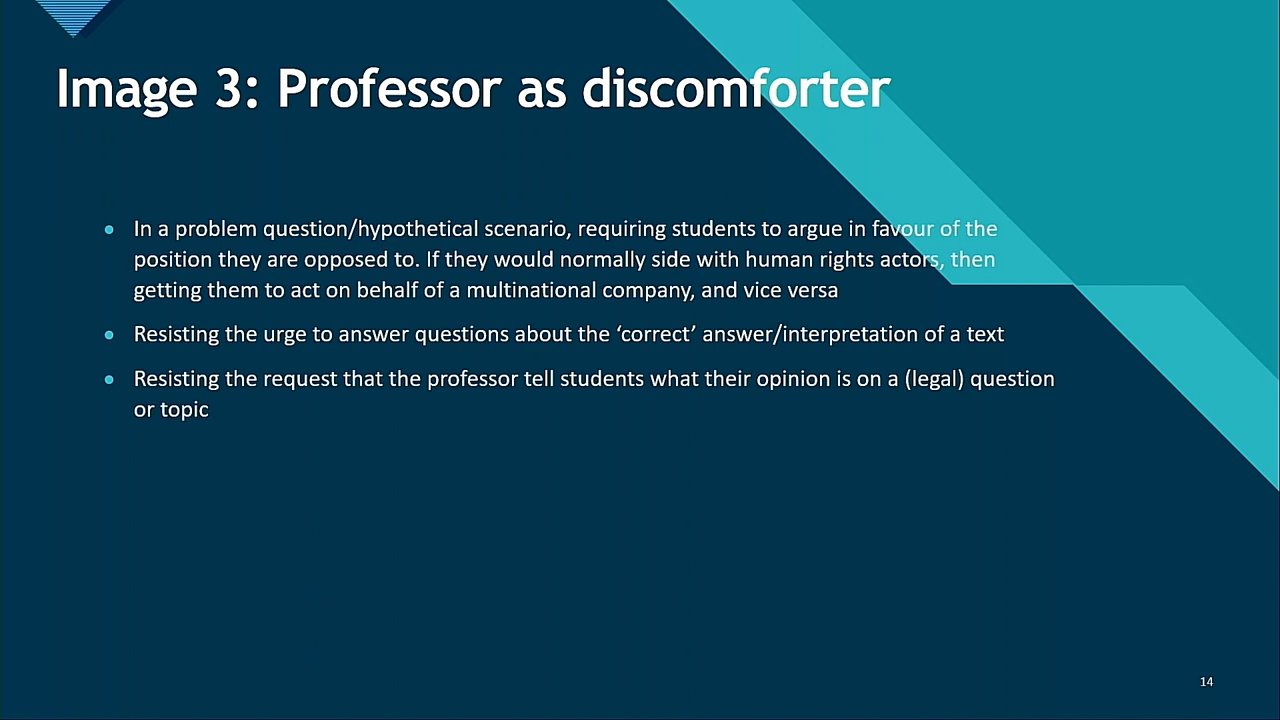 Image 3: Professor as discomforter
In a problem question/hypothetical scenario, requiring students to argue in favour of the
position they are opposed to. If they would normally side with human rights actors, then
getting them to act on behalf of a multinational company, and vice versa
Resisting the urge to answer questions about the ‘correct’ answer/interpretation of a text
Resisting the request that the professor tell students what their opinion is on a (legal) question
or topic
14